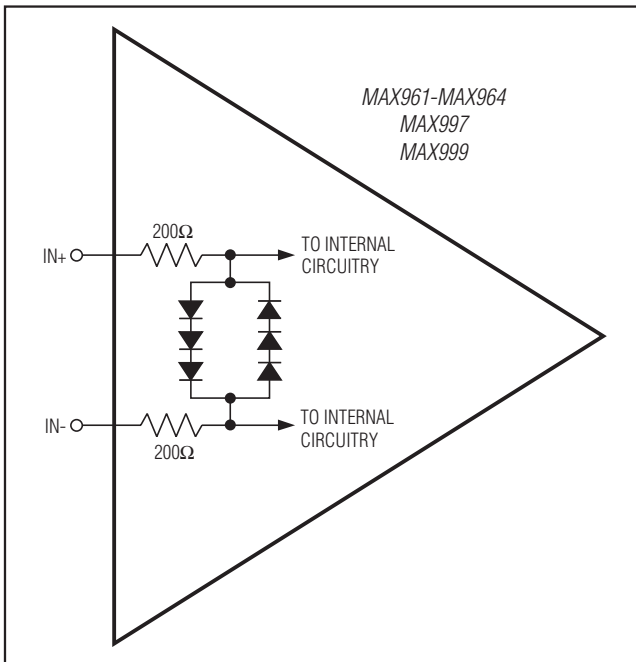 MAX961-MAX964
MAX997
MAX999
200Ω
IN+
TO INTERNAL
CIRCUITRY
IN-
TO INTERNAL
CIRCUITRY
200Ω